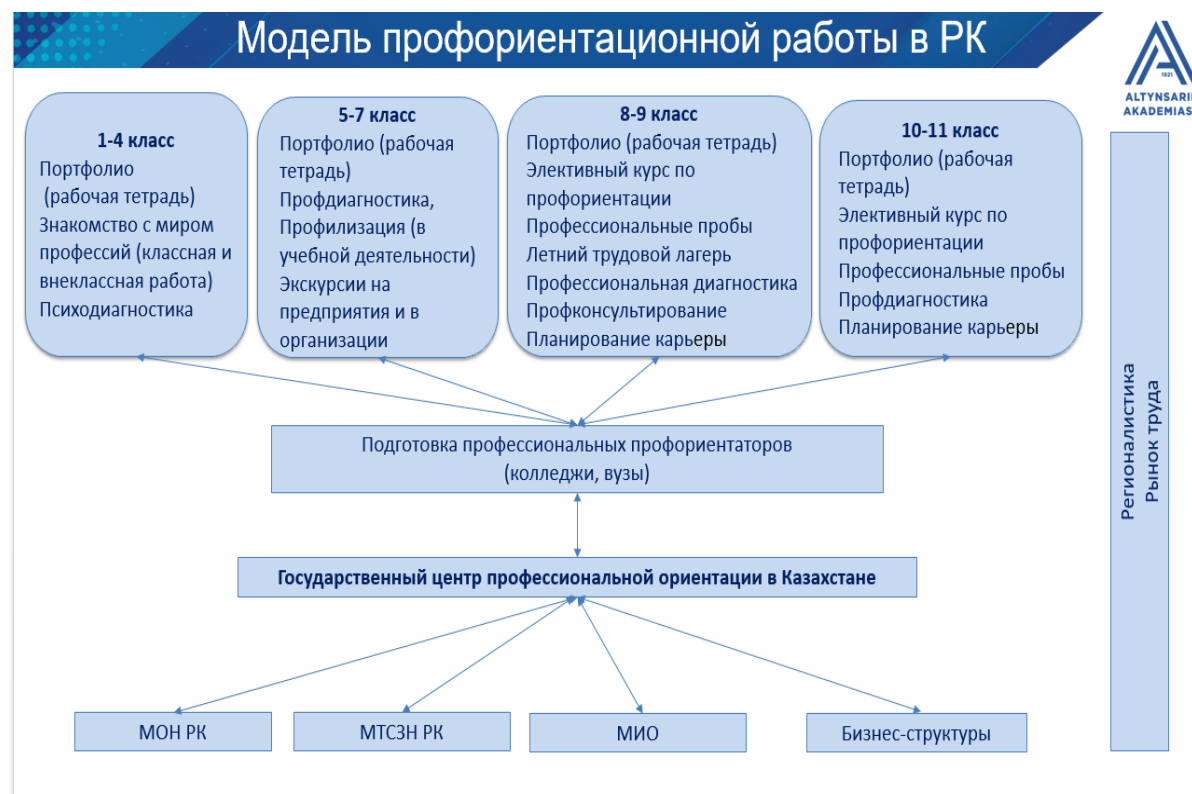 Модель профориентационной работы в РК
1921
ALTYNSARIN
AKADEMIAS
1-4 класс
Портфолио
(рабочая тетрадь)
Знакомство с миром
профессий (классная и
внеклассная работа)
Психодиагностика
5-7 класс
Портфолио (рабочая
тетрадь)
Профдиагностика,
Профилизация (в
учебной деятельности)
Экскурсии на
предприятия и в
организации
8-9 класс
Портфолио (рабочая тетрадь)
Элективный курс по
профориентации
Профессиональные пробы
Летний трудовой лагерь
Профессиональная диагностика
Профконсультирование
Планирование карьеры
10-11 класс
Портфолио (рабочая
тетрадь)
Элективный курс по
профориентации
Профессиональные пробы
Профдиагностика
Планирование карьеры
Регионалистика
Рынок труда
Подготовка профессиональных профориентаторов
(колледжи, вузы)
Государственный центр профессиональной ориентации в Казахстане
МОН РК
МТСЗН РК
МИО
Бизнес-структуры